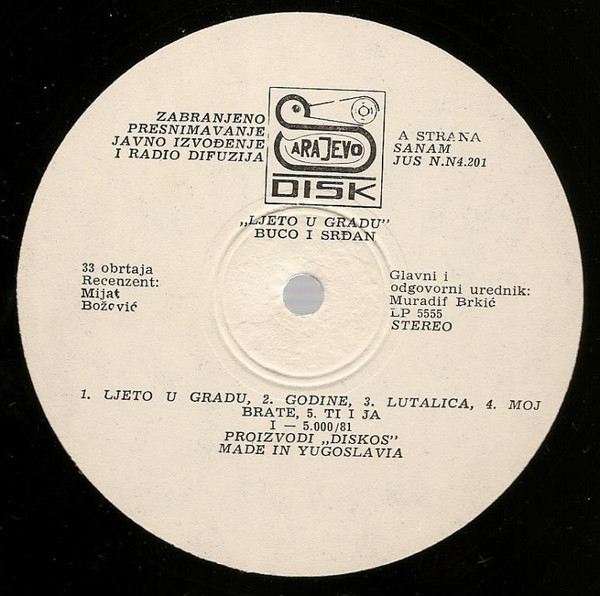 ZABRANJENO
PRESNIMAVANJE
JAVNO IZVOĐENJE
I RADIO DIFUZIJA
SARAJEVO
DISK
A STRANA
SANAM
JUS N.N4.201
„LJETO U GRADU”
BUCO I SRĐAN
33 obrtaja
Recenzent:
Mijat
Božović
Glavni i
odgovorni urednik:
Muradif Brkić
LP 5555
STEREO
1. LJETO U GRADU, 2. GODINE, 3. LUTALICA, 4. MOJ
BRATE, 5. TI I JA
I — 5.000/81
PROIZVODI „DISKOS”
MADE IN YUGOSLAVIA